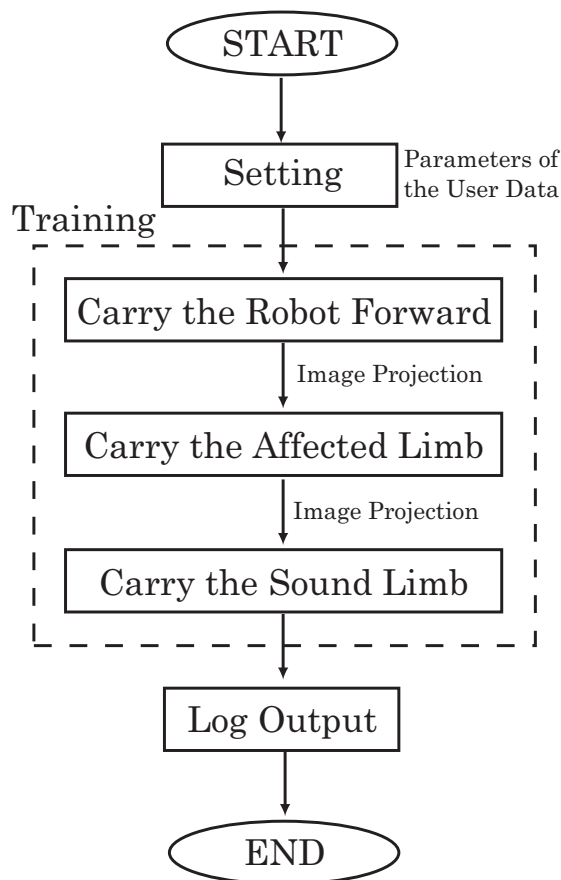 START
Setting
Parameters of
the User Data
Training
Carry the Robot Forward
Image Projection
Carry the Affected Limb
Image Projection
Carry the Sound Limb
Log Output
END